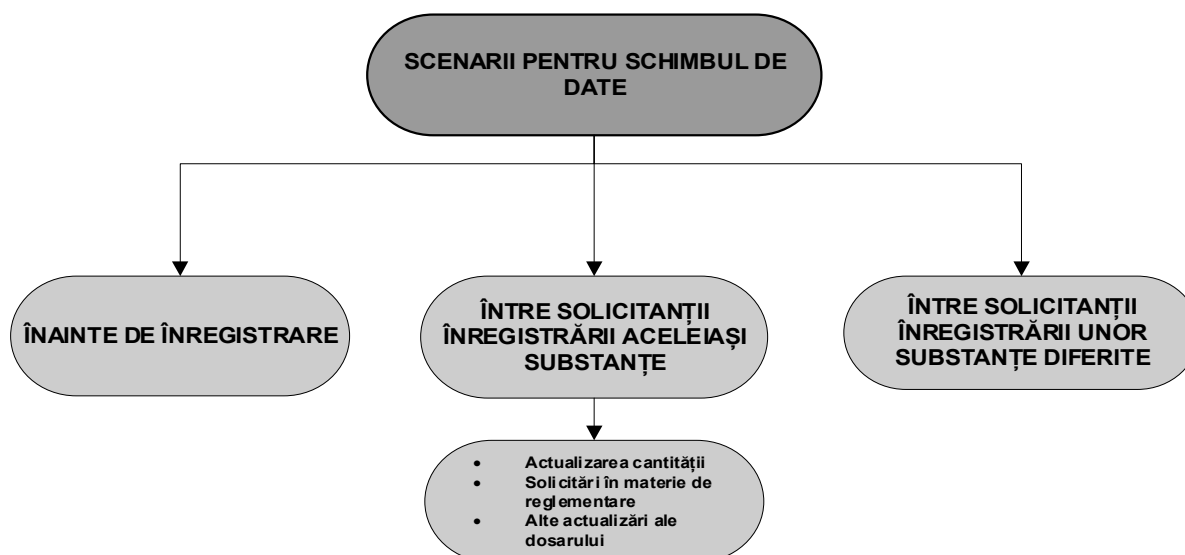 SCENARII PENTRU SCHIMBUL DE
DATE
ÎNAINTE DE ÎNREGISTRARE
ÎNTRE SOLICITANȚII
ÎNREGISTRĂRII ACELEIAȘI
SUBSTANȚE
ÎNTRE SOLICITANȚII
ÎNREGISTRĂRII UNOR
SUBSTANȚE DIFERITE
• Actualizarea cantității
• Solicitări în materie de
reglementare
• Alte actualizări ale
dosarului